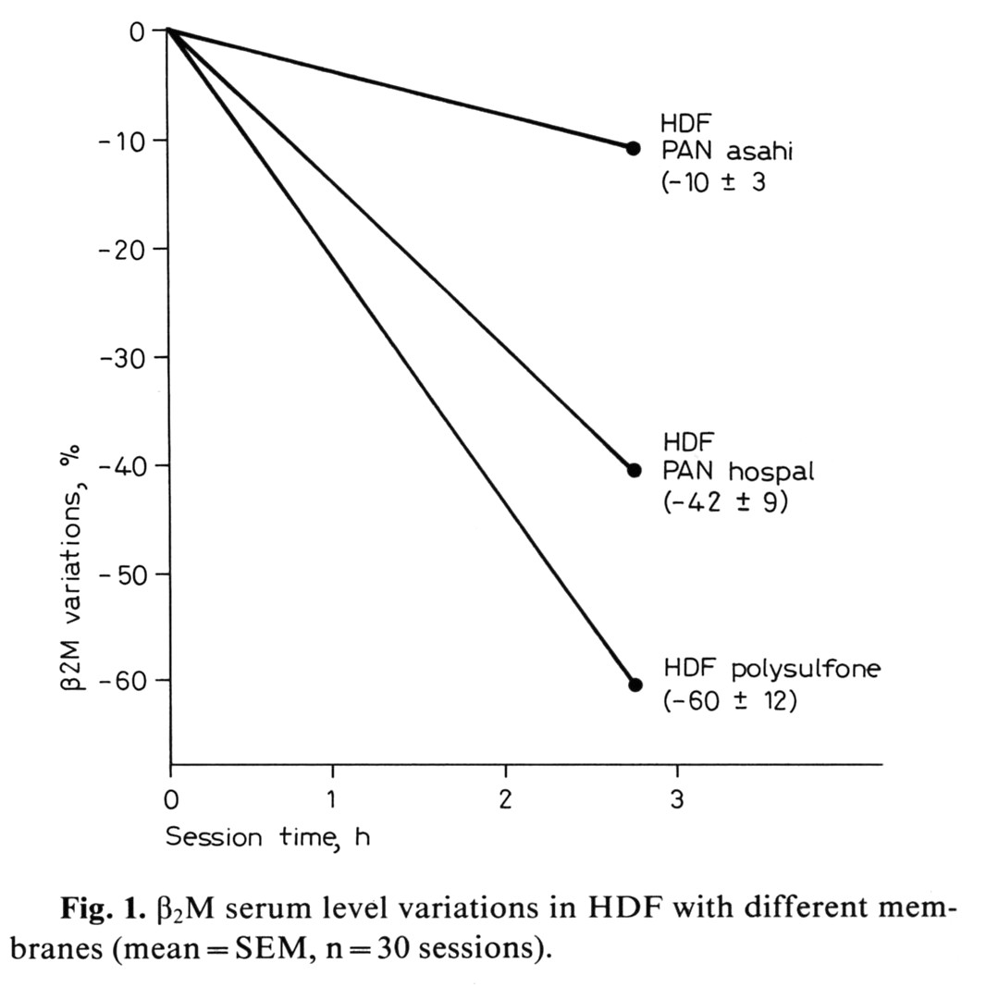 0
-10
-20
-30
-40
-50
-60
β2M variations, %
HDF
PAN asahi
(-10 ± 3
HDF
PAN hospal
(-42 ± 9)
HDF polysulfone
(-60 ± 12)
0 1 2 3
Session time, h
Fig. 1. β₂M serum level variations in HDF with different mem-
branes (mean = SEM, n = 30 sessions).